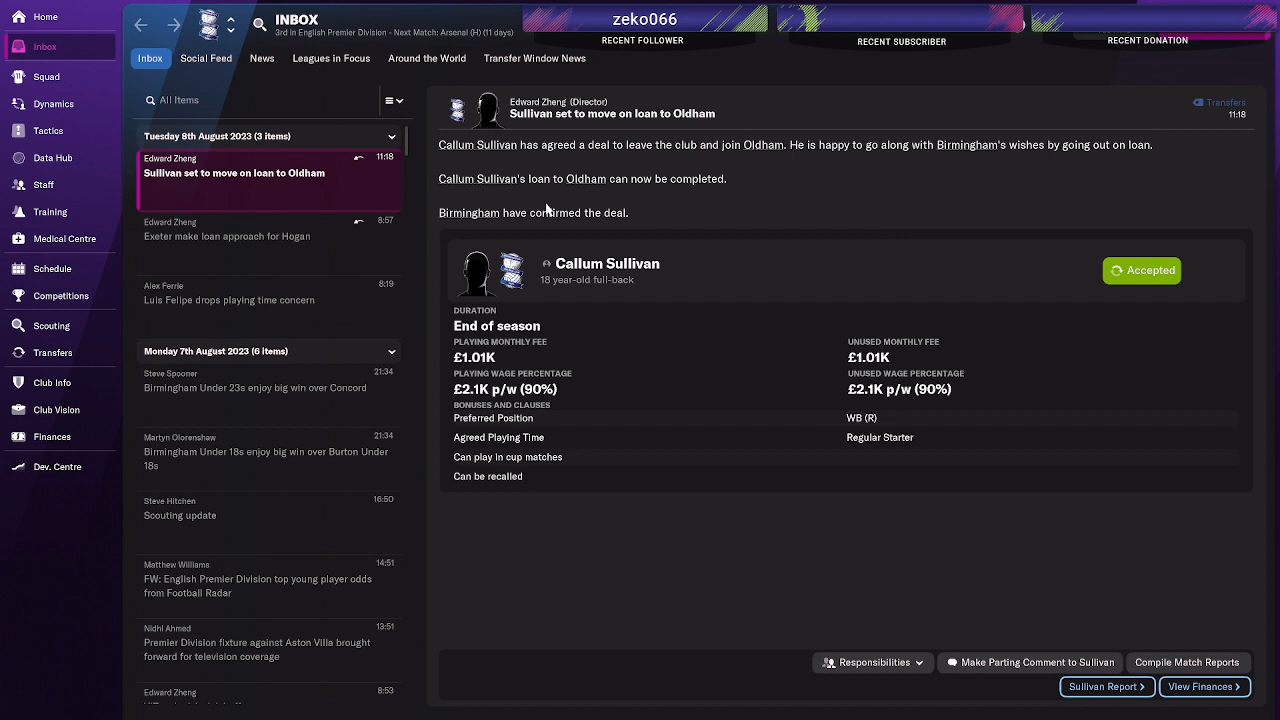 Home
Inbox
Squad
Dynamics
Tactics
Data Hub
Staff
Training
Medical Centre
Schedule
Competitions
Scouting
Transfers
Club Info
Club Vision
Finances
Dev. Centre
INBOX
3rd in English Premier Division - Next Match: Arsenal (H) (11 days)
zeko066
RECENT FOLLOWER
RECENT SUBSCRIBER
RECENT DONATION
Inbox Social Feed News Leagues in Focus Around the World Transfer Window News
All Items
Tuesday 8th August 2023 (3 items)
Edward Zheng 11:18
Sullivan set to move on loan to Oldham
Edward Zheng 8:57
Exeter make loan approach for Hogan
Alex Ferrie 8:19
Luis Felipe drops playing time concern
Monday 7th August 2023 (6 items)
Steve Spooner 21:34
Birmingham Under 23s enjoy big win over Concord
Martyn Olorenshaw 21:34
Birmingham Under 18s enjoy big win over Burton Under
18s
Steve Hitchen 16:50
Scouting update
Matthew Williams 14:51
FW: English Premier Division top young player odds
from Football Radar
Nidhi Ahmed 13:51
Premier Division fixture against Aston Villa brought
forward for television coverage
Edward Zheng 8:53
Edward Zheng (Director)
Sullivan set to move on loan to Oldham
Transfers
11:18
Callum Sullivan has agreed a deal to leave the club and join Oldham. He is happy to go along with Birmingham's wishes by going out on loan.
Callum Sullivan's loan to Oldham can now be completed.
Birmingham have confirmed the deal.
Callum Sullivan
18 year-old full-back
Accepted
DURATION
End of season
PLAYING MONTHLY FEE UNUSED MONTHLY FEE
£1.01K £1.01K
PLAYING WAGE PERCENTAGE UNUSED WAGE PERCENTAGE
£2.1K p/w (90%) £2.1K p/w (90%)
BONUSES AND CLAUSES
Preferred Position WB (R)
Agreed Playing Time Regular Starter
Can play in cup matches
Can be recalled
Responsibilities Make Parting Comment to Sullivan Compile Match Reports
Sullivan Report View Finances